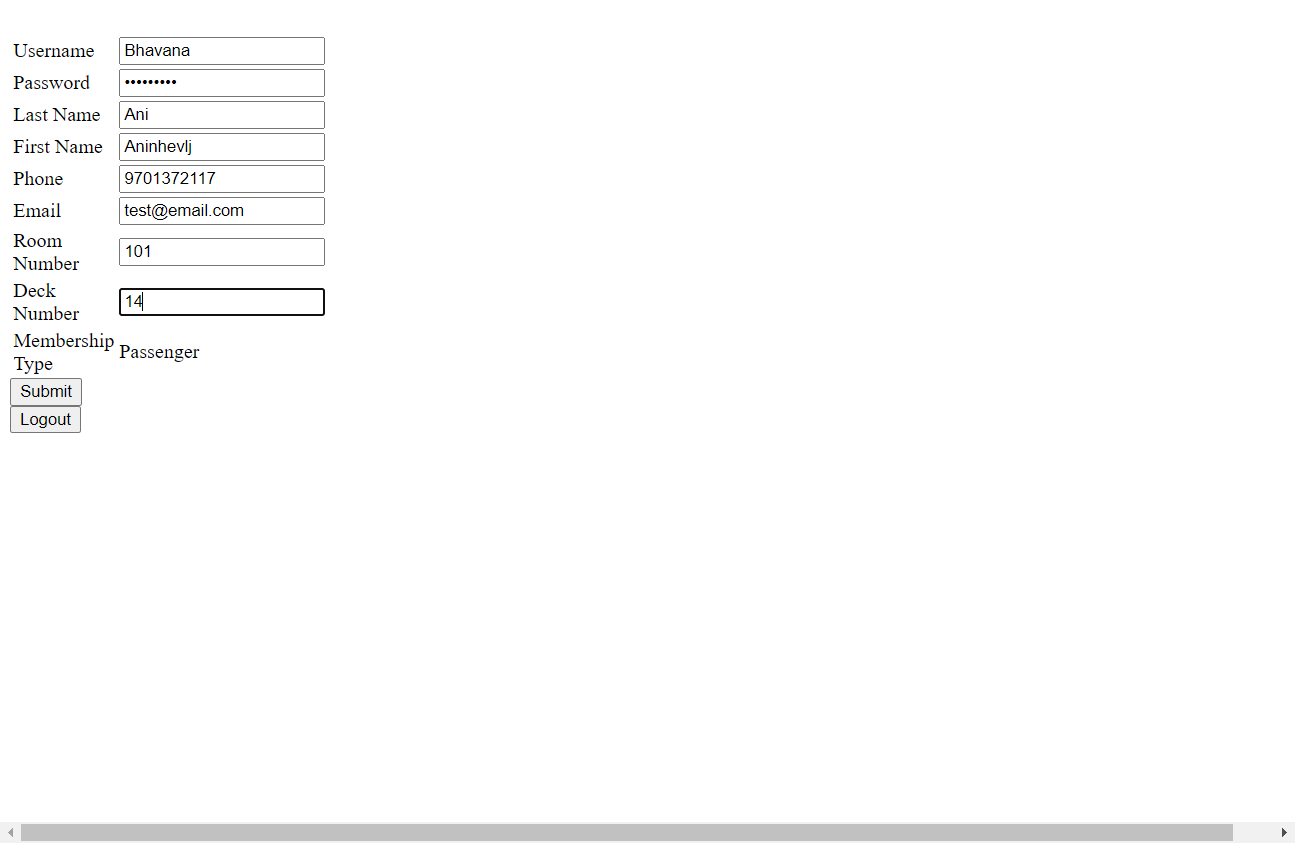 Username Bhavana
Password •••••••••
Last Name Ani
First Name Aninhevlj
Phone 9701372117
Email test@email.com
Room
Number 101
Deck
Number 14
Membership
Type Passenger
Submit
Logout